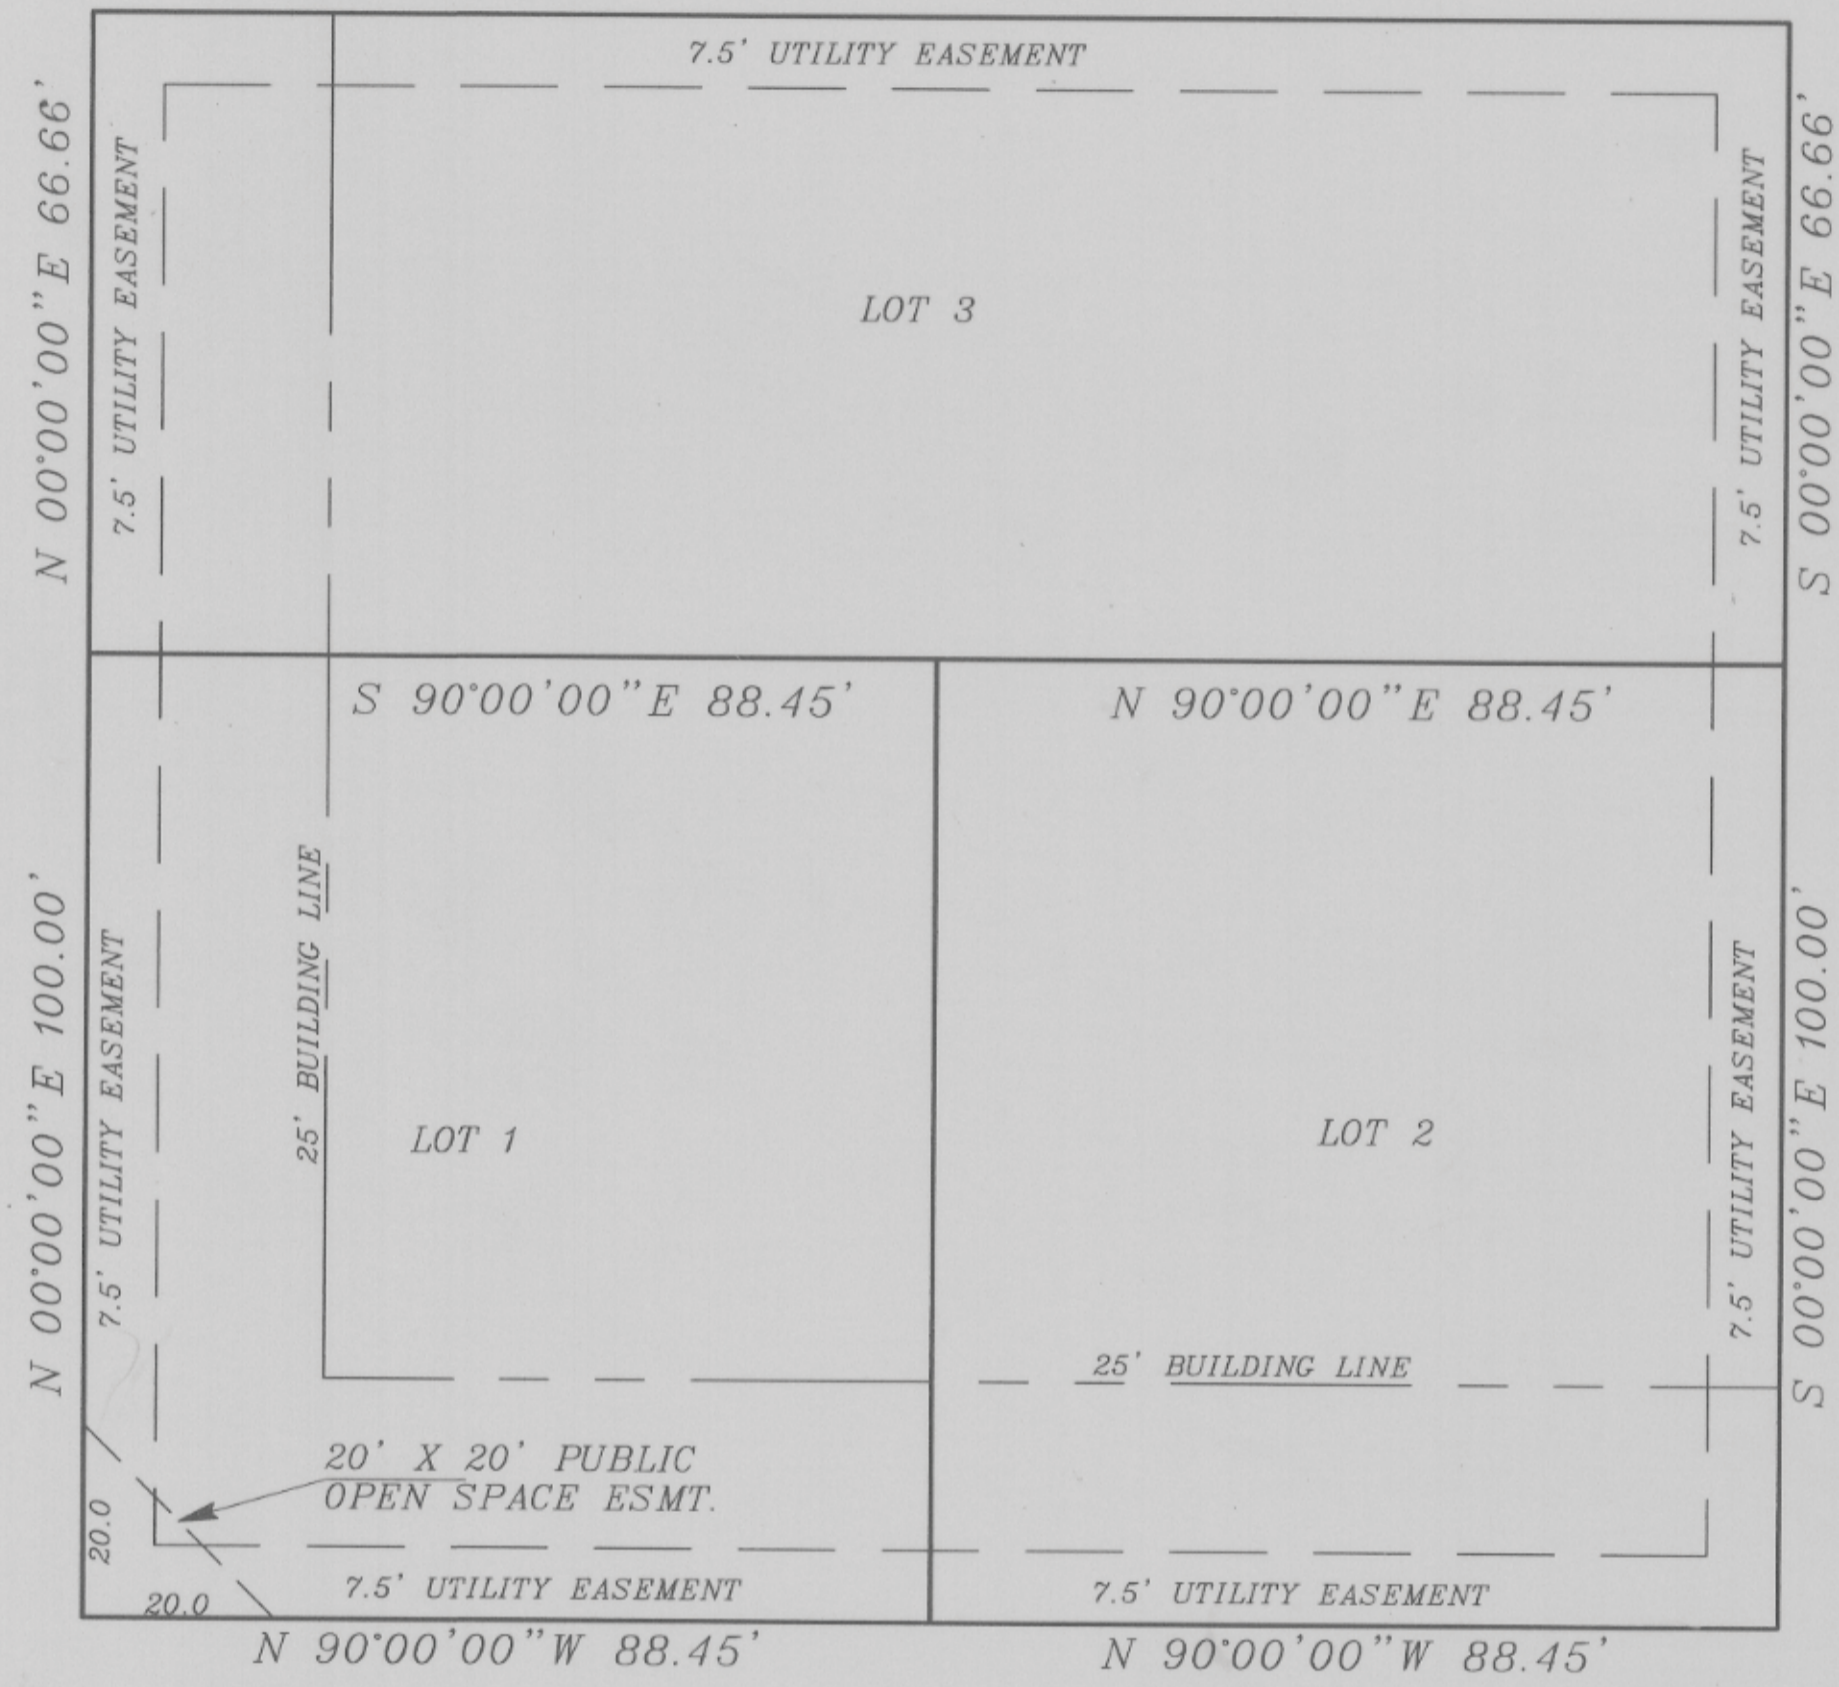 7.5' UTILITY EASEMENT
N 00°00'00"E 66.66'
7.5' UTILITY EASEMENT
LOT 3
7.5' UTILITY EASEMENT
S 00°00'00"E 66.66'
S 90°00'00"E 88.45'
N 90°00'00"E 88.45'
N 00°00'00"E 100.00'
7.5' UTILITY EASEMENT
25' BUILDING LINE
LOT 1
LOT 2
7.5' UTILITY EASEMENT
S 00°00'00"E 100.00'
25' BUILDING LINE
20' X 20' PUBLIC
OPEN SPACE ESMT.
20.0
20.0
7.5' UTILITY EASEMENT
7.5' UTILITY EASEMENT
N 90°00'00"W 88.45'
N 90°00'00"W 88.45'